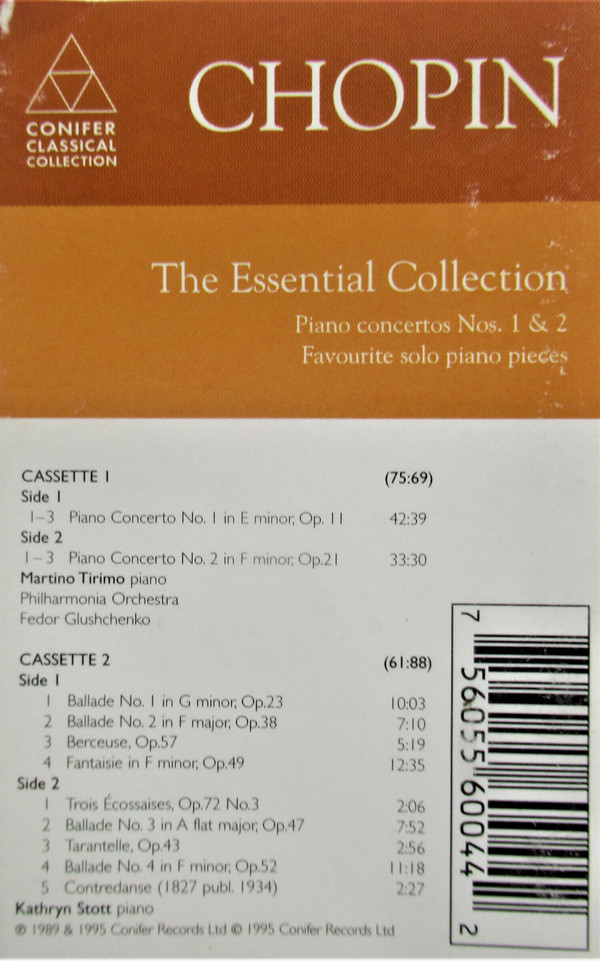 CHOPIN
CONIFER
CLASSICAL
COLLECTION
The Essential Collection
Piano concertos Nos. 1 & 2
Favourite solo piano pieces
CASSETTE 1 (75:69)
Side 1
1–3 Piano Concerto No. 1 in E minor, Op. 11 42:39
Side 2
1–3 Piano Concerto No. 2 in F minor, Op.21 33:30
Martino Tirimo piano
Philharmonia Orchestra
Fedor Glushchenko
CASSETTE 2 (61:88)
Side 1
1 Ballade No. 1 in G minor, Op.23 10:03
2 Ballade No. 2 in F major, Op.38 7:10
3 Berceuse, Op.57 5:19
4 Fantaisie in F minor, Op.49 12:35
Side 2
1 Trois Écossaises, Op.72 No.3 2:06
2 Ballade No. 3 in A flat major, Op.47 7:52
3 Tarantelle, Op.43 2:56
4 Ballade No. 4 in F minor, Op.52 11:18
5 Contredanse (1827 publ. 1934) 2:27
Kathryn Stott piano
℗ 1989 & 1995 Conifer Records Ltd © 1995 Conifer Records Ltd
7 56055 60044 2